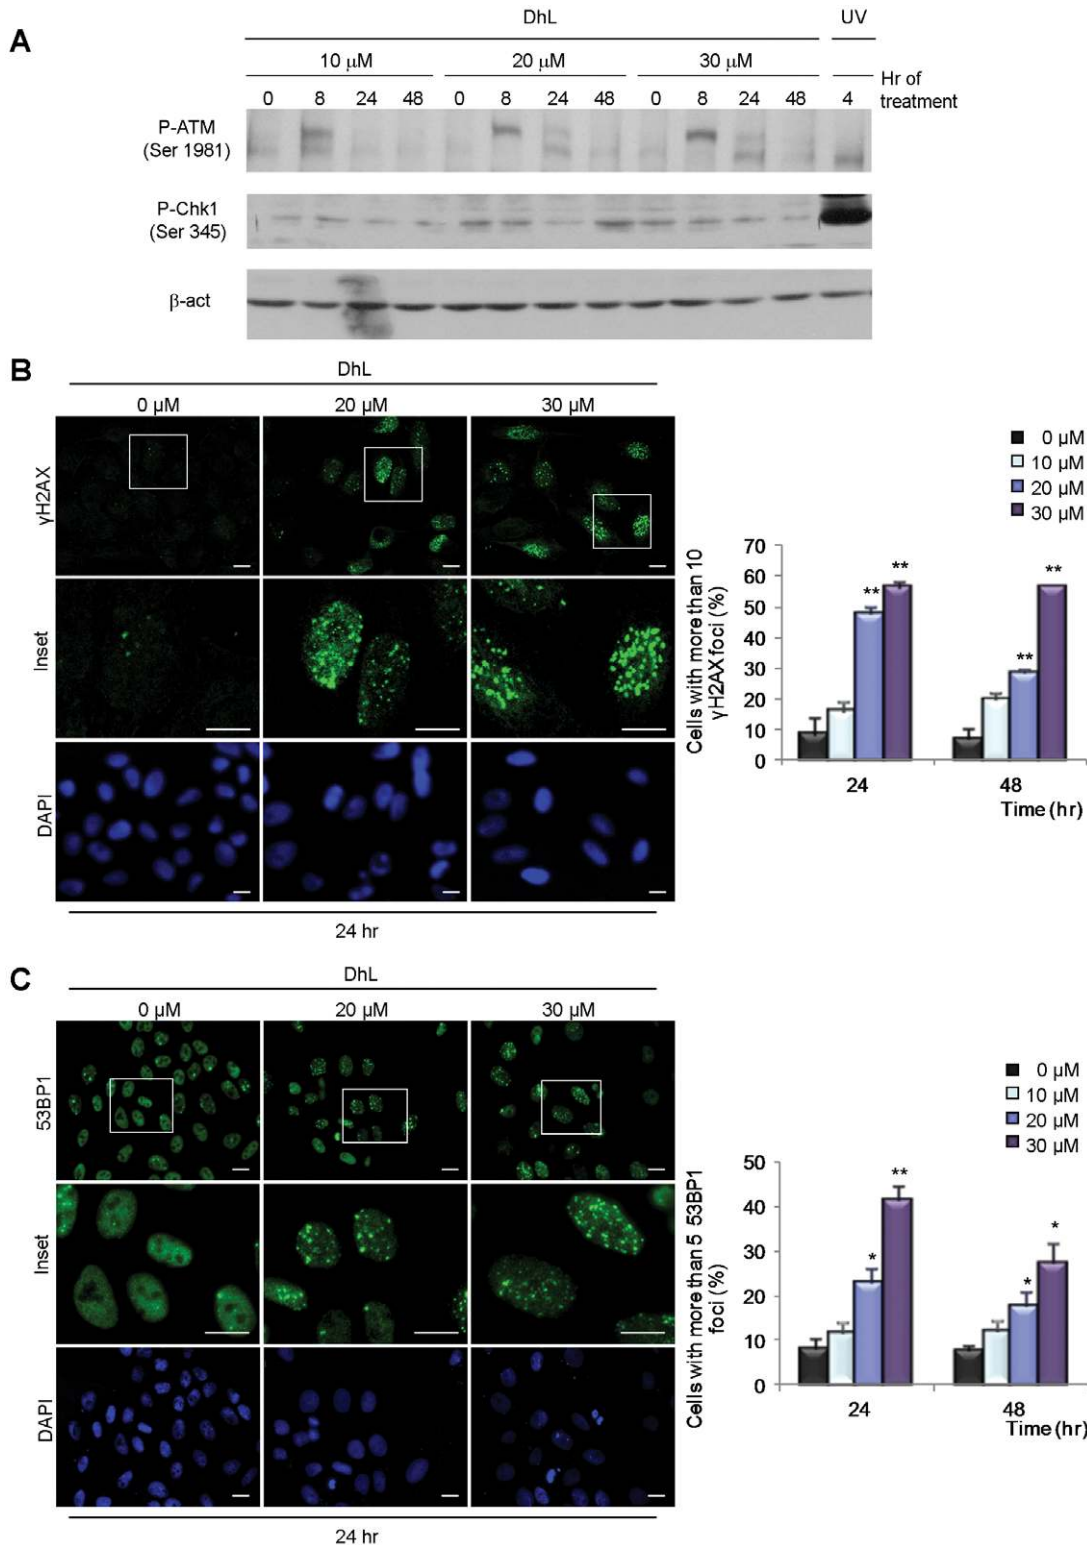 A
DhL UV
10 µM 20 µM 30 µM
0 8 24 48 0 8 24 48 0 8 24 48 4 Hr of
treatment
P-ATM
(Ser 1981)
P-Chk1
(Ser 345)
β-act
B
DhL
0 µM 20 µM 30 µM
γH2AX
Inset
DAPI
24 hr
0 µM
10 µM
20 µM
30 µM
Cells with more than 10
γH2AX foci (%)
70
60
50
40
30
20
10
0
** **
** **
24 48
Time (hr)
C
DhL
0 µM 20 µM 30 µM
53BP1
Inset
DAPI
24 hr
0 µM
10 µM
20 µM
30 µM
Cells with more than 5 53BP1
foci (%)
50
40
30
20
10
0
* **
* *
24 48
Time (hr)